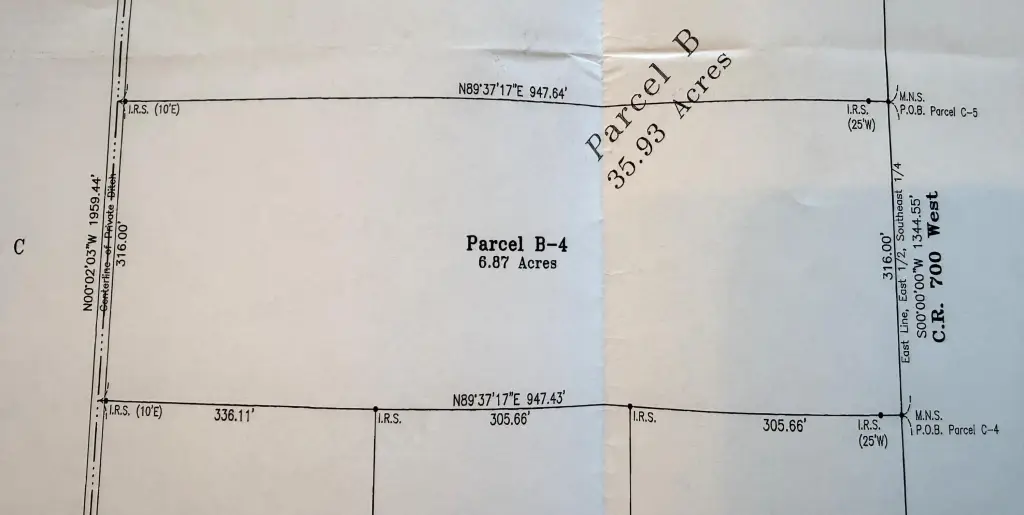 Parcel B
35.93 Acres
N89°37'17"E 947.64'
I.R.S. (10'E)
I.R.S.
(25'W)
M.N.S.
P.O.B. Parcel C-5
N00°02'03"W 1959.44'
Centerline of Private Ditch
316.00'
C
Parcel B-4
6.87 Acres
316.00'
East Line, East 1/2, Southeast 1/4
S00°00'00"W 1344.55'
C.R. 700 West
N89°37'17"E 947.43'
I.R.S. (10'E)
336.11'
I.R.S.
305.66'
I.R.S.
305.66'
I.R.S.
(25'W)
M.N.S.
P.O.B. Parcel C-4